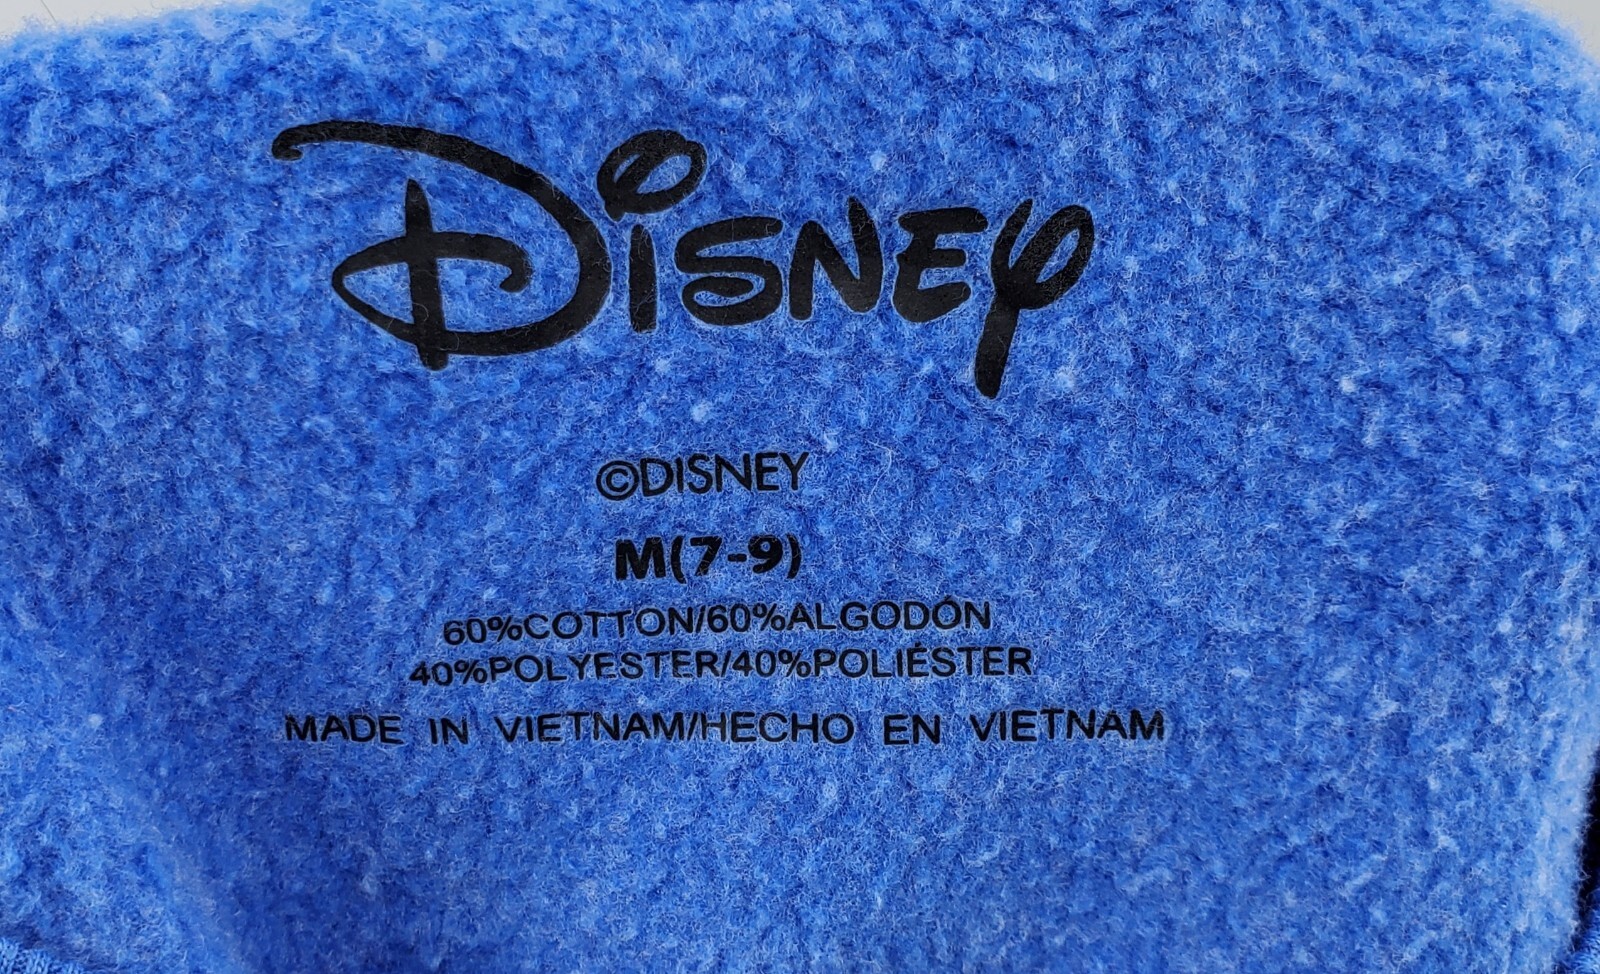 Disney
©DISNEY
M(7-9)
60%COTTON/60%ALGODÓN
40%POLYESTER/40%POLIÉSTER
MADE IN VIETNAM/HECHO EN VIETNAM